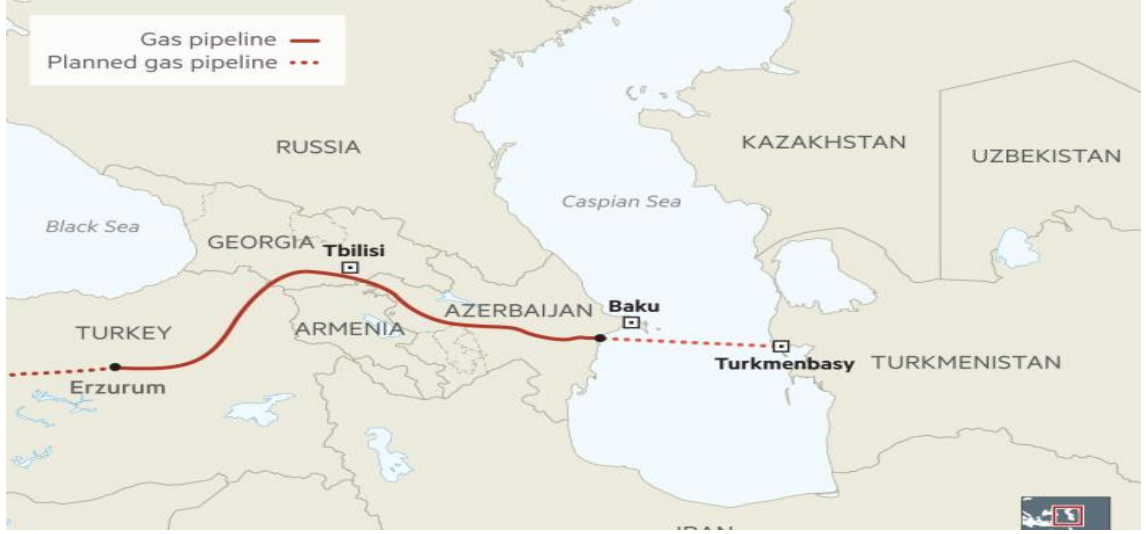 Gas pipeline
Planned gas pipeline
RUSSIA
KAZAKHSTAN
UZBEKISTAN
Caspian Sea
Black Sea
GEORGIA
Tbilisi
AZERBAIJAN
Baku
TURKEY
ARMENIA
Turkmenbasy
TURKMENISTAN
Erzurum
IRAN